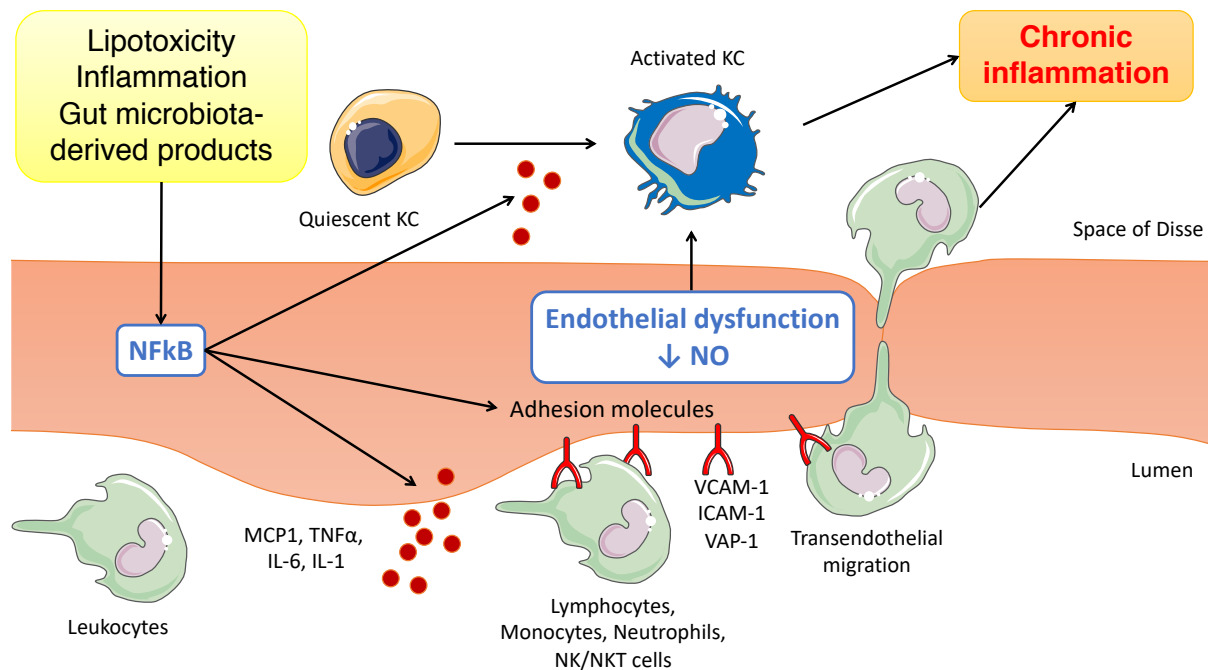 Lipotoxicity
Inflammation
Gut microbiota-
derived products
Quiescent KC
Activated KC
Chronic
inflammation
Space of Disse
NFkB
Endothelial dysfunction
↓ NO
Adhesion molecules
Lumen
Leukocytes
MCP1, TNFα,
IL-6, IL-1
VCAM-1
ICAM-1
VAP-1
Transendothelial
migration
Lymphocytes,
Monocytes, Neutrophils,
NK/NKT cells